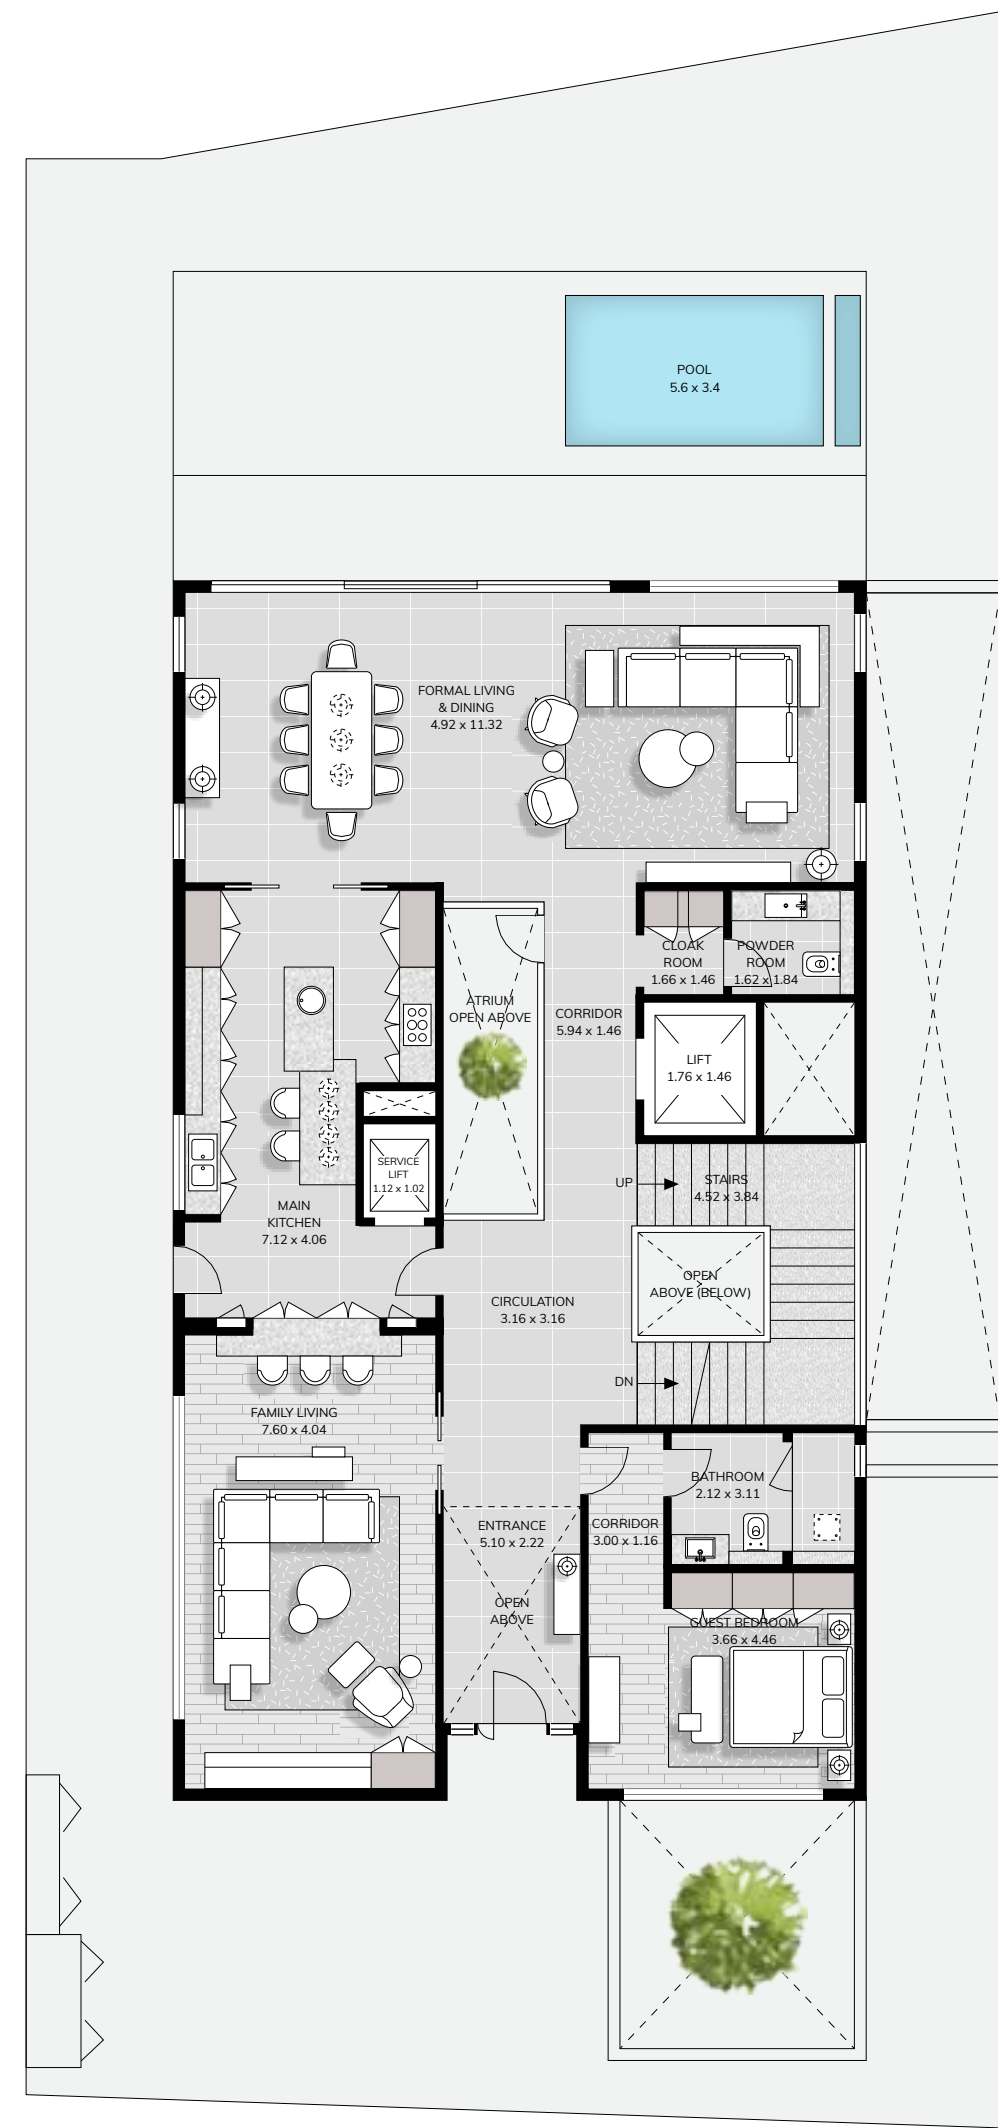 POOL
5.6 x 3.4
FORMAL LIVING
& DINING
4.92 x 11.32
CLOAK
ROOM
1.66 x 1.46
POWDER
ROOM
1.62 x 1.84
ATRIUM
OPEN ABOVE
CORRIDOR
5.94 x 1.46
LIFT
1.76 x 1.46
SERVICE
LIFT
1.12 x 1.02
UP
STAIRS
4.52 x 3.84
MAIN
KITCHEN
7.12 x 4.06
OPEN
ABOVE (BELOW)
CIRCULATION
3.16 x 3.16
DN
FAMILY LIVING
7.60 x 4.04
BATHROOM
2.12 x 3.11
ENTRANCE
5.10 x 2.22
CORRIDOR
3.00 x 1.16
OPEN
ABOVE
GUEST BEDROOM
3.66 x 4.46